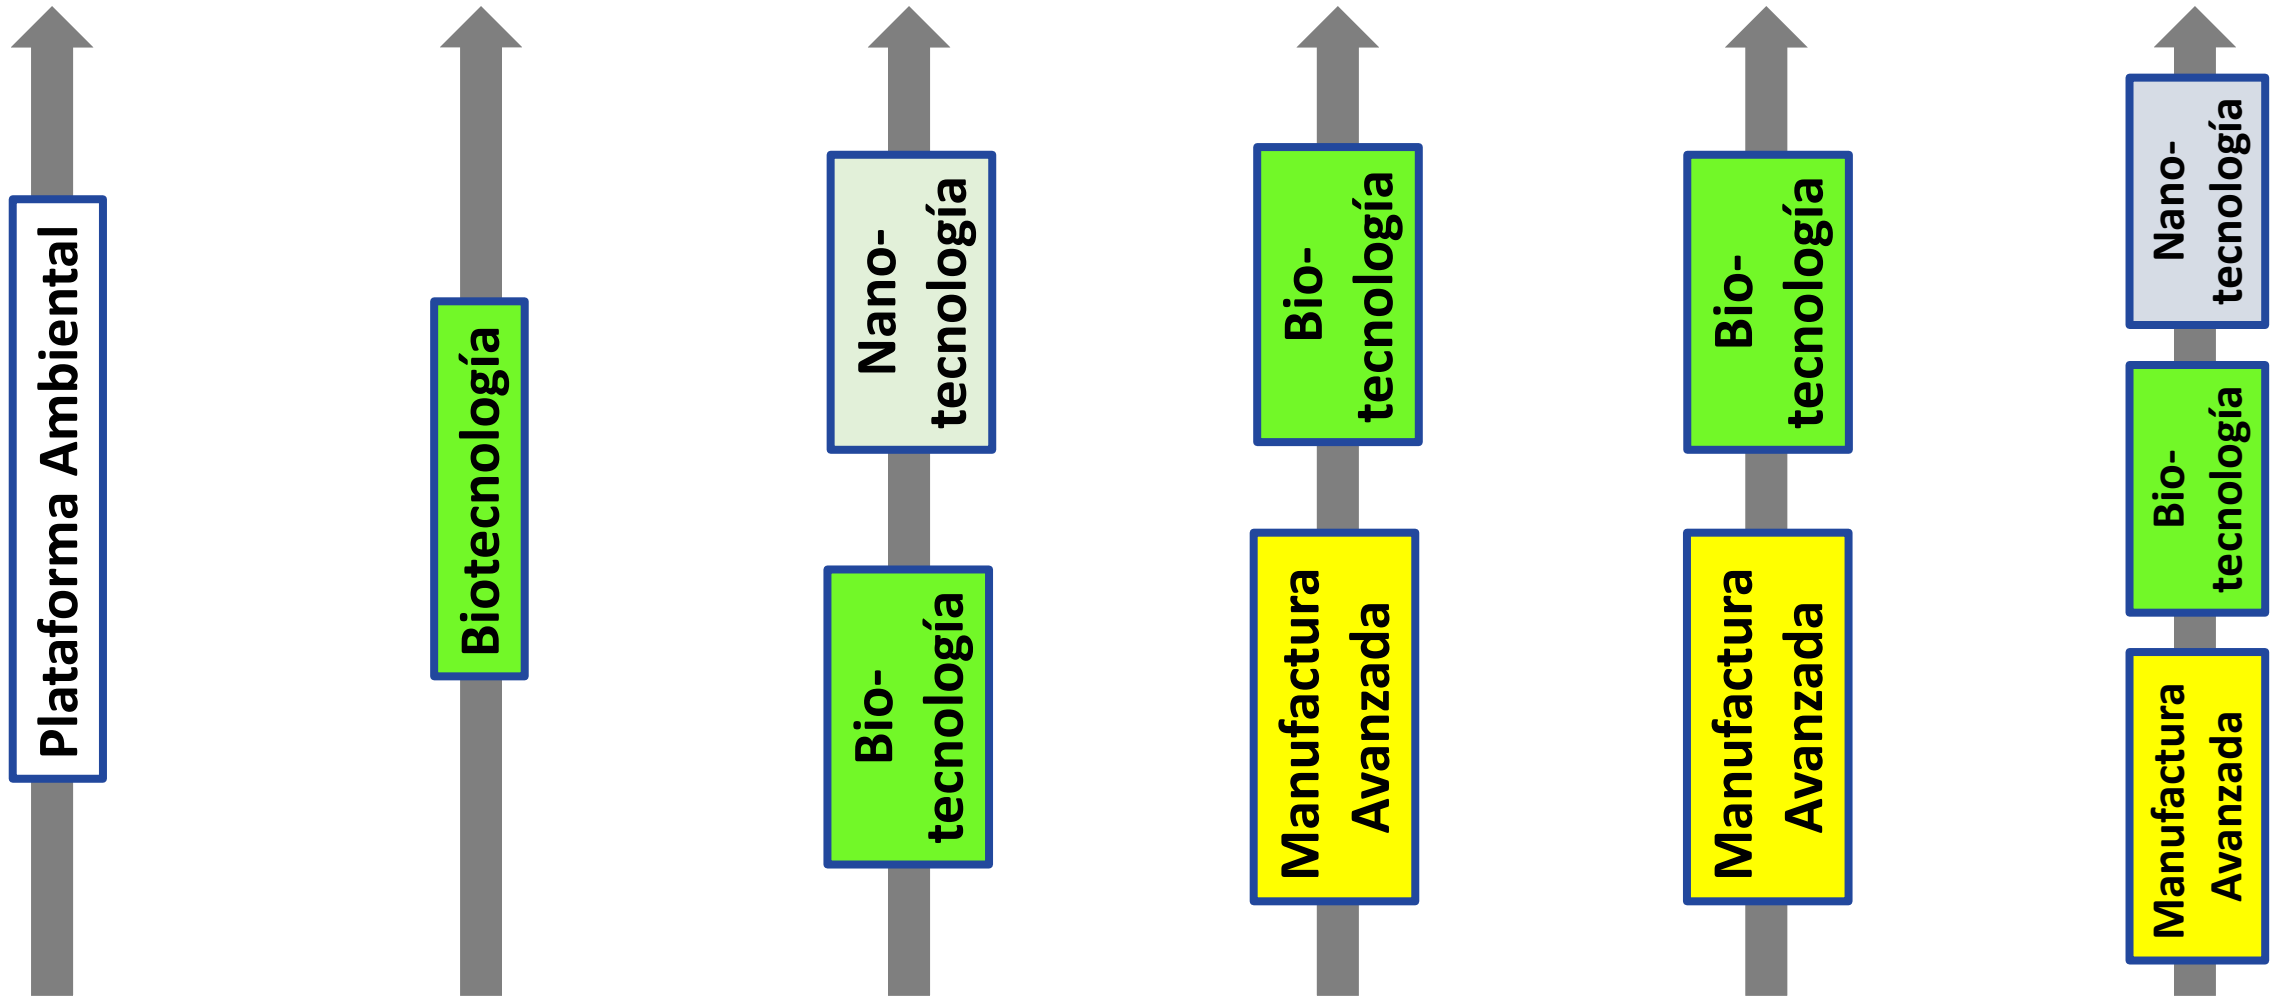 Plataforma Ambiental
Biotecnología
Nano-
tecnología
Bio-
tecnología
Bio-
tecnología
Manufactura
Avanzada
Bio-
tecnología
Manufactura
Avanzada
Nano-
tecnología
Bio-
tecnología
Manufactura
Avanzada